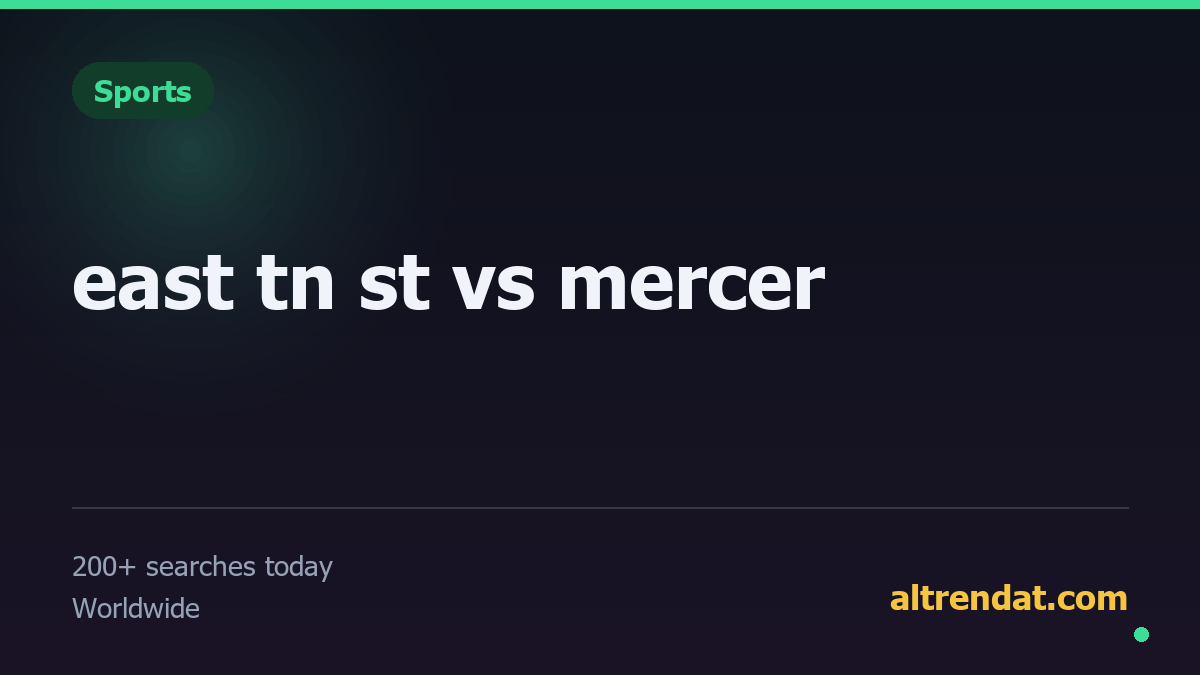 Sports
east tn st vs mercer
200+ searches today
Worldwide
altrendat.com